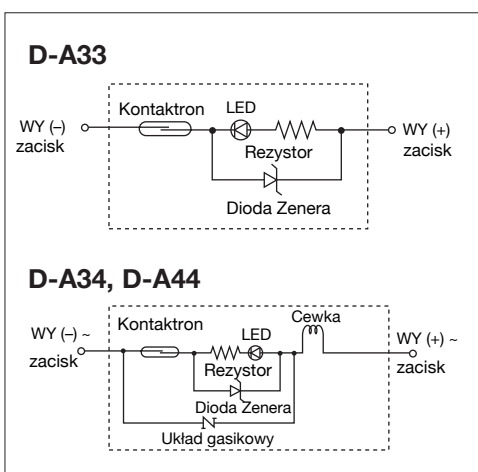 D-A33
Kontaktron
LED
WY (–)
zacisk
WY (+)
zacisk
Rezystor
Dioda Zenera
D-A34, D-A44
Cewka
WY (–) ~
zacisk
Kontaktron
LED
WY (+) ~
zacisk
Rezystor
Dioda Zenera
Układ gasikowy